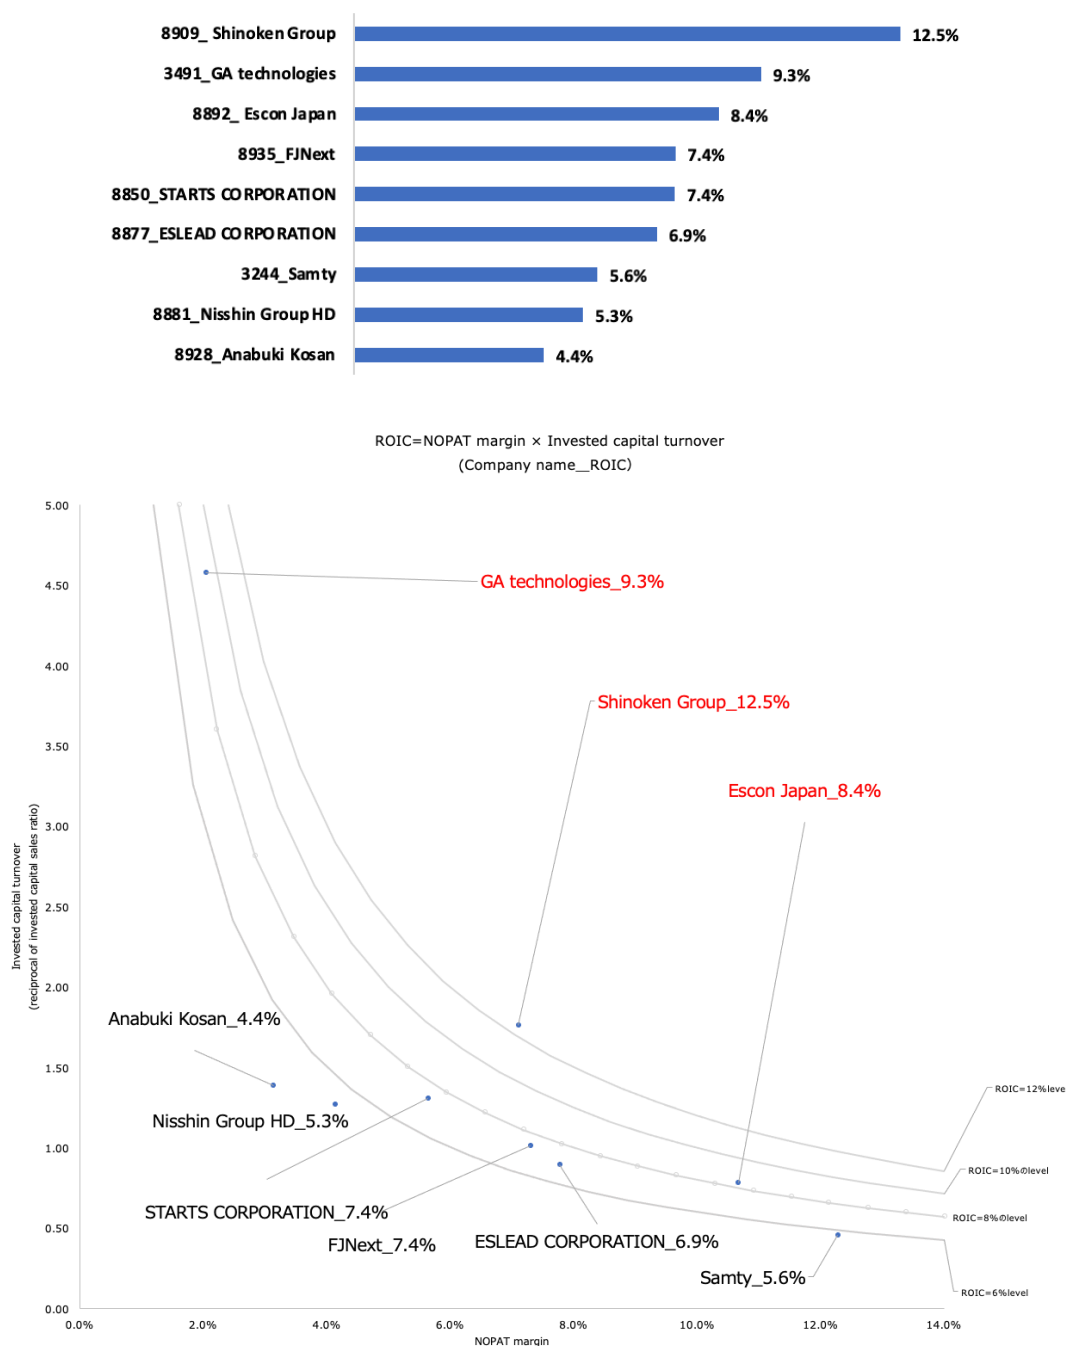 8909_ Shinoken Group
12.5%
3491_GA technologies
9.3%
8892_ Escon Japan
8.4%
8935_FJNext
7.4%
8850_STARTS CORPORATION
7.4%
8877_ESLEAD CORPORATION
6.9%
3244_Samty
5.6%
8881_Nisshin Group HD
5.3%
8928_Anabuki Kosan
4.4%
ROIC=NOPAT margin × Invested capital turnover
(Company name__ROIC)
5.00
4.50
4.00
3.50
3.00
2.50
2.00
1.50
1.00
0.50
0.00
Invested capital turnover
(reciprocal of invested capital sales ratio)
GA technologies_9.3%
Shinoken Group_12.5%
Escon Japan_8.4%
Anabuki Kosan_4.4%
Nisshin Group HD_5.3%
STARTS CORPORATION_7.4%
FJNext_7.4%
ESLEAD CORPORATION_6.9%
Samty_5.6%
ROIC=12%leve
ROIC=10%のlevel
ROIC=8%のlevel
ROIC=6%level
0.0%
2.0%
4.0%
6.0%
8.0%
10.0%
12.0%
14.0%
NOPAT margin